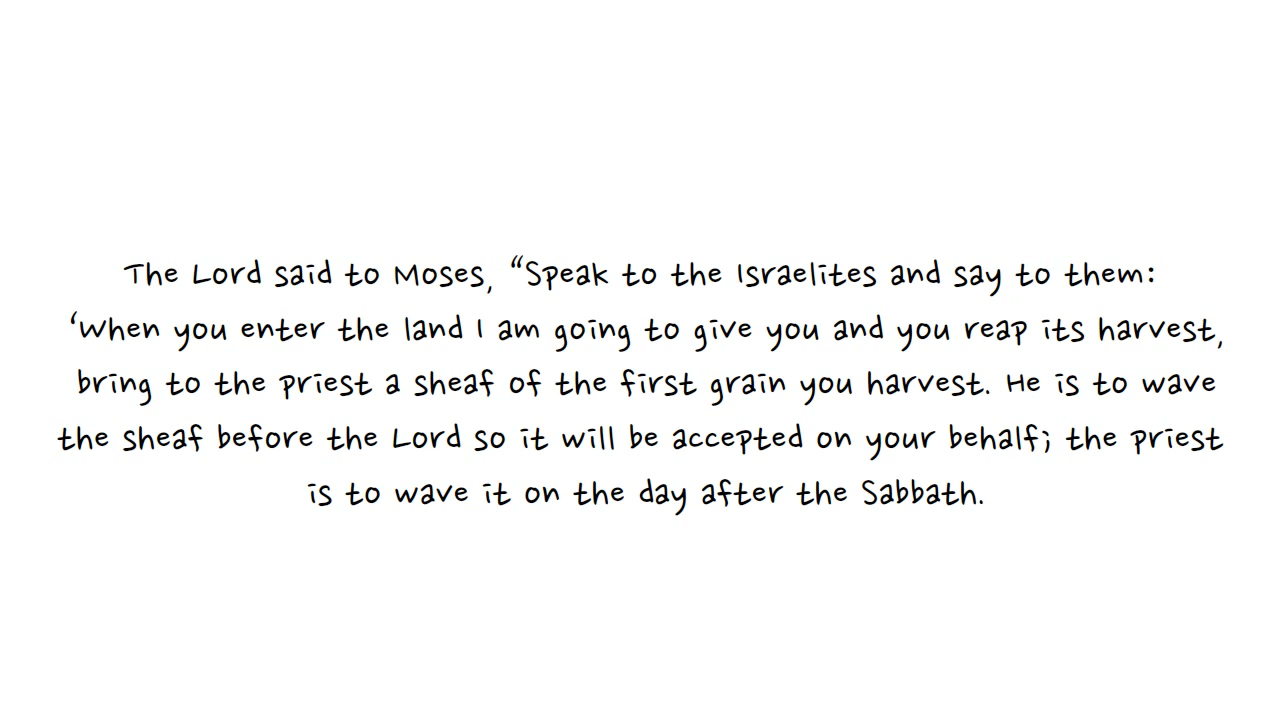 The Lord said to Moses, “Speak to the Israelites and say to them:
‘When you enter the land I am going to give you and you reap its harvest,
bring to the priest a sheaf of the first grain you harvest. He is to wave
the sheaf before the Lord so it will be accepted on your behalf; the priest
is to wave it on the day after the Sabbath.